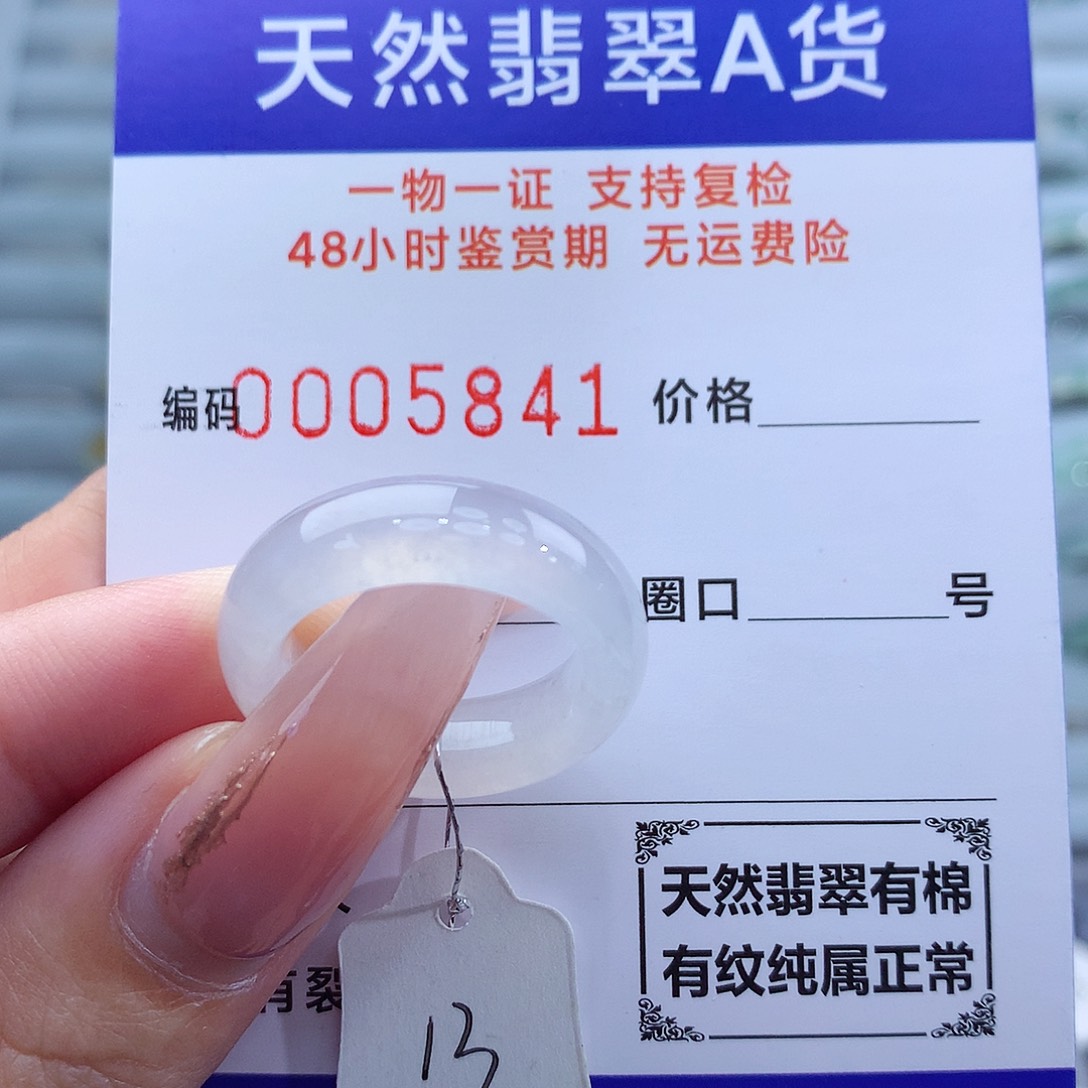 天然翡翠A货
一物一证 支持复检
48小时鉴赏期 无运费险
编码0005841 价格
圈口 号
天然翡翠有棉
有纹纯属正常
有裂
13